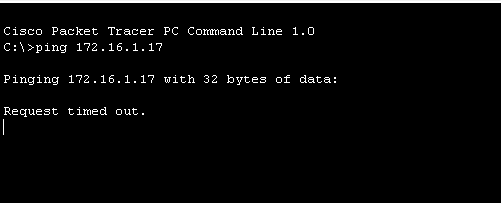 Cisco Packet Tracer PC Command Line 1.0
C:\>ping 172.16.1.17
Pinging 172.16.1.17 with 32 bytes of data:
Request timed out.